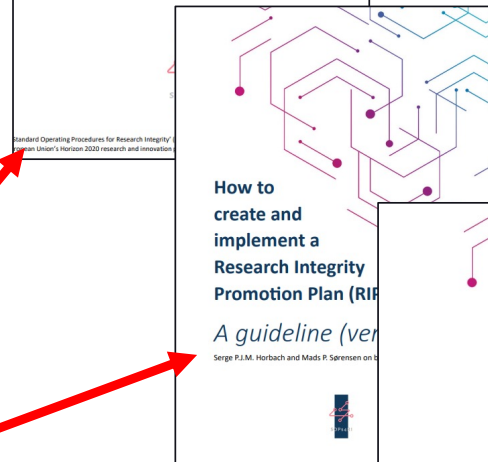 Standard Operating Procedures for Research Integrity' (
ropean Union's Horizon 2020 research and innovation
How to
create and
implement a
Research Integrity
Promotion Plan (RIP
A guideline (ver
Serge P.J.M. Horbach and Mads P. Sørensen on b